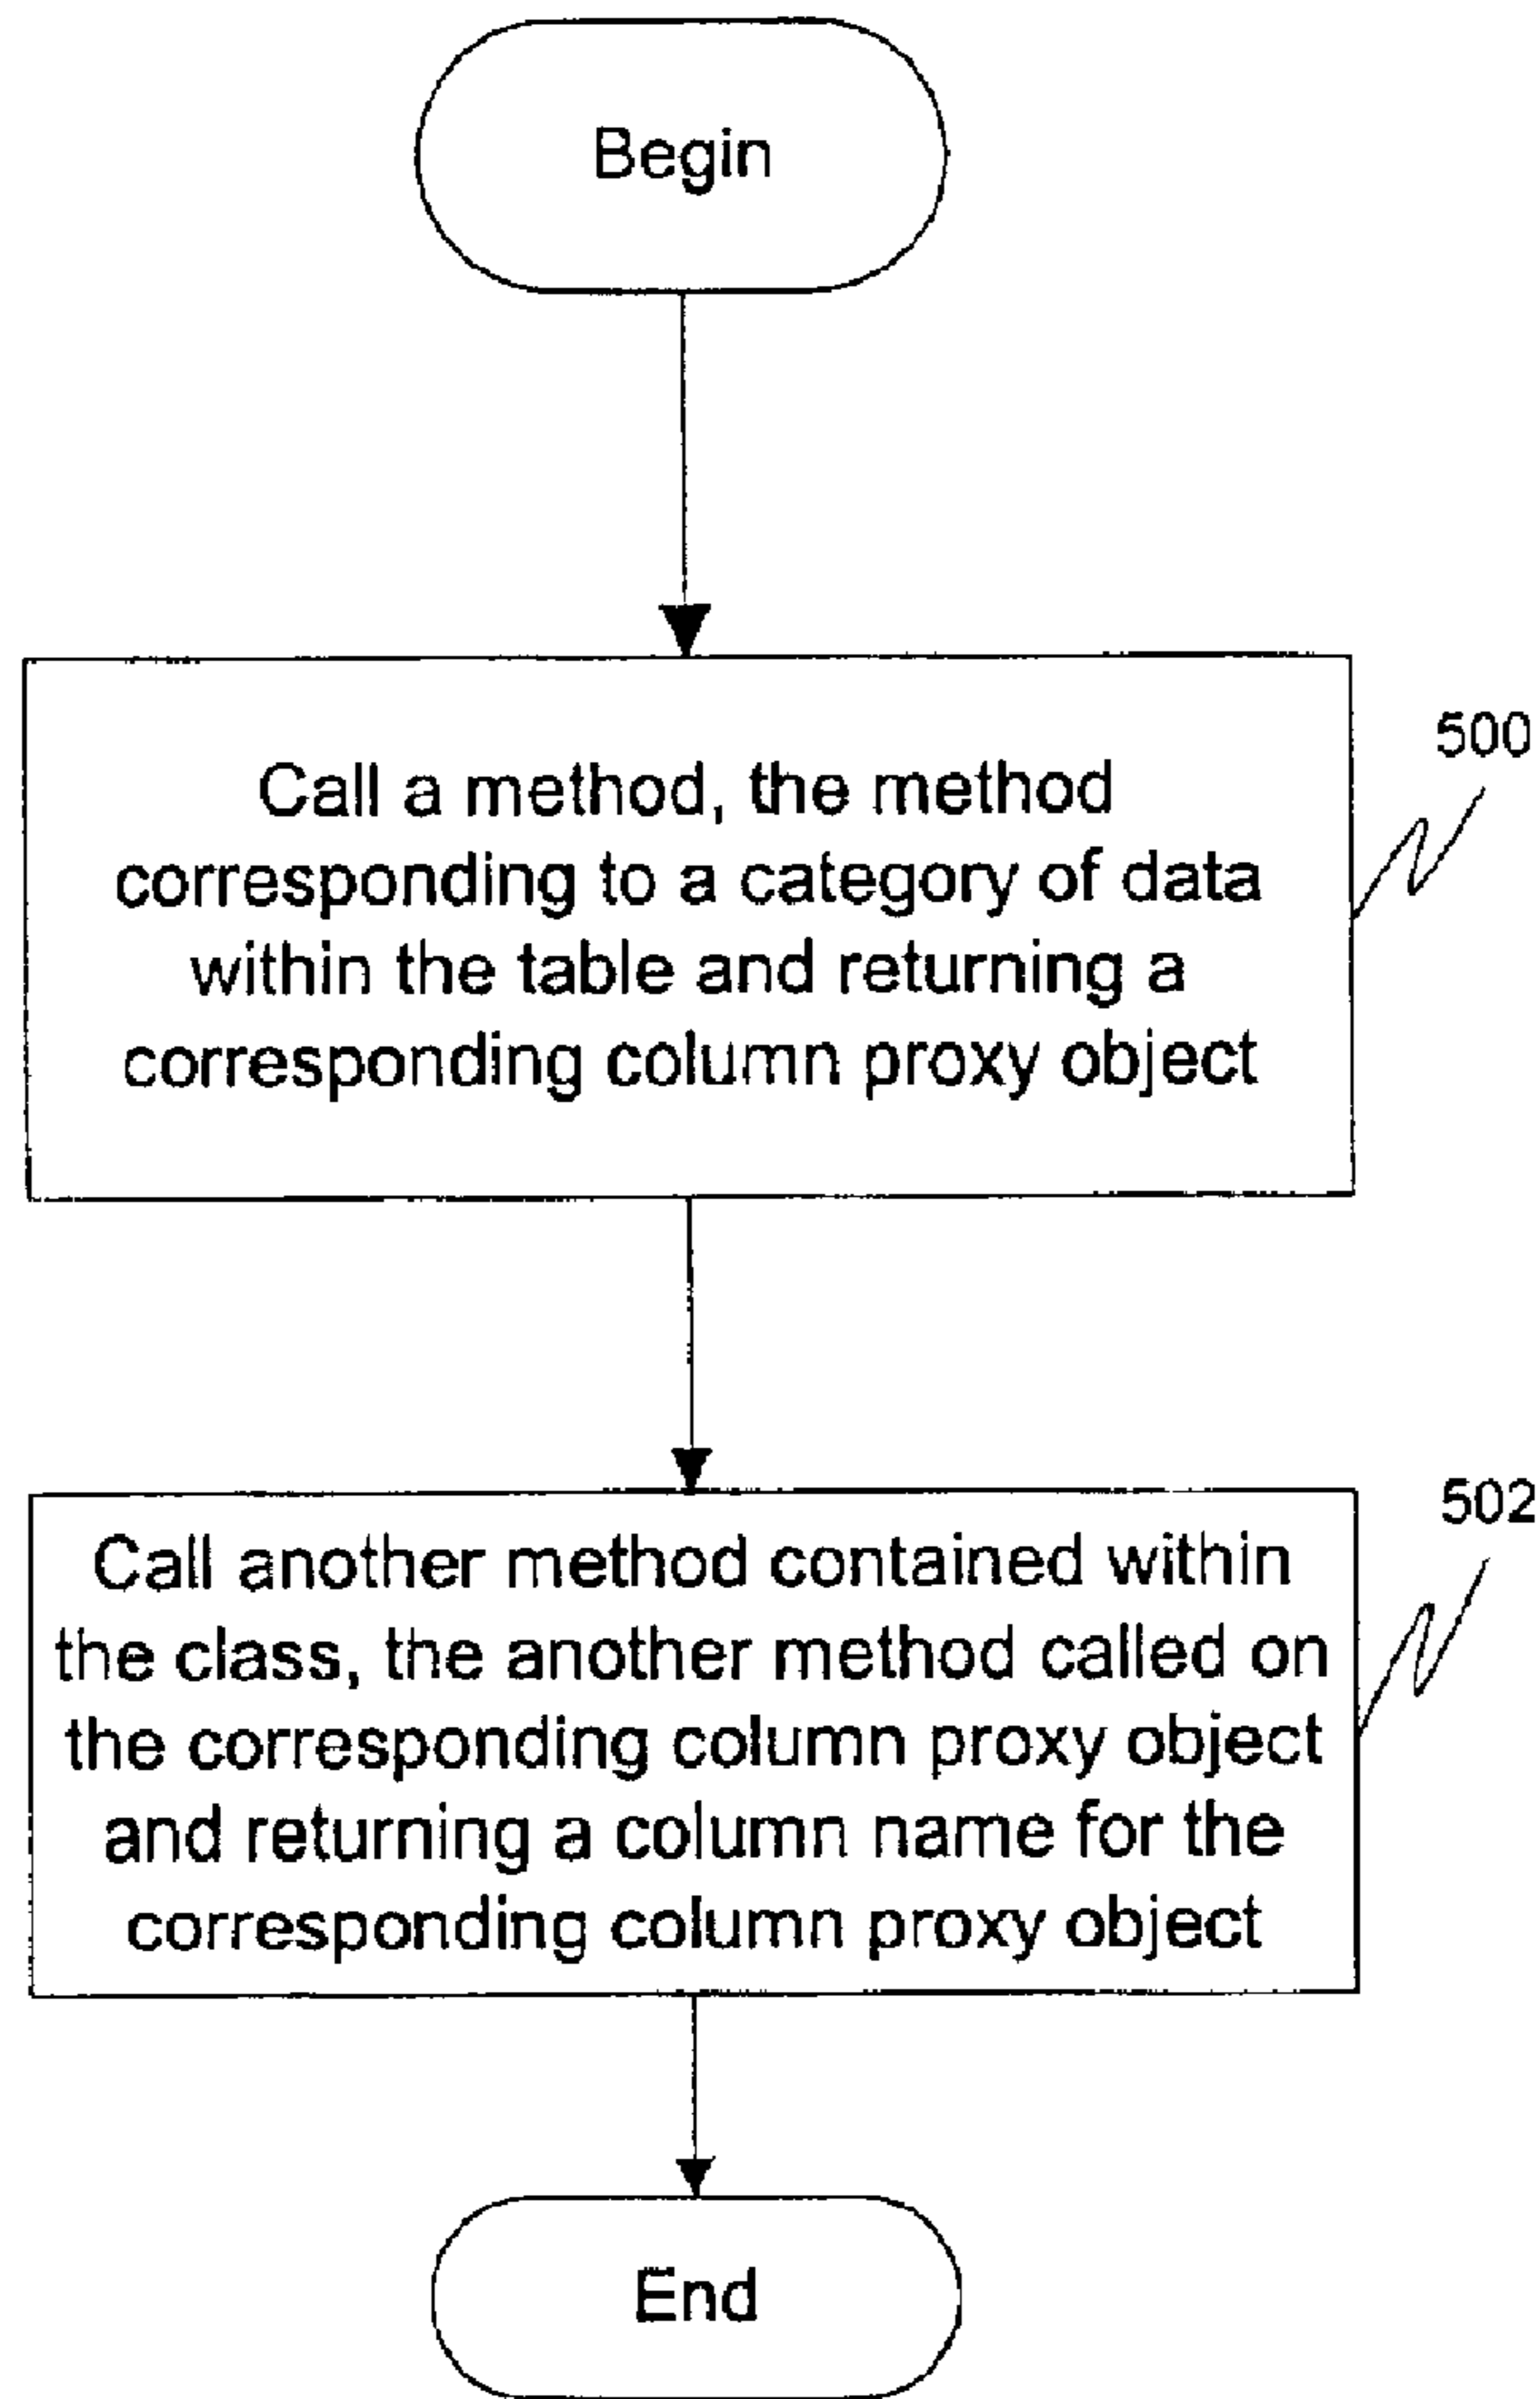 Begin
Call a method, the method
corresponding to a category of data
within the table and returning a
corresponding column proxy object
500
Call another method contained within
the class, the another method called on
the corresponding column proxy object
and returning a column name for the
corresponding column proxy object
502
End